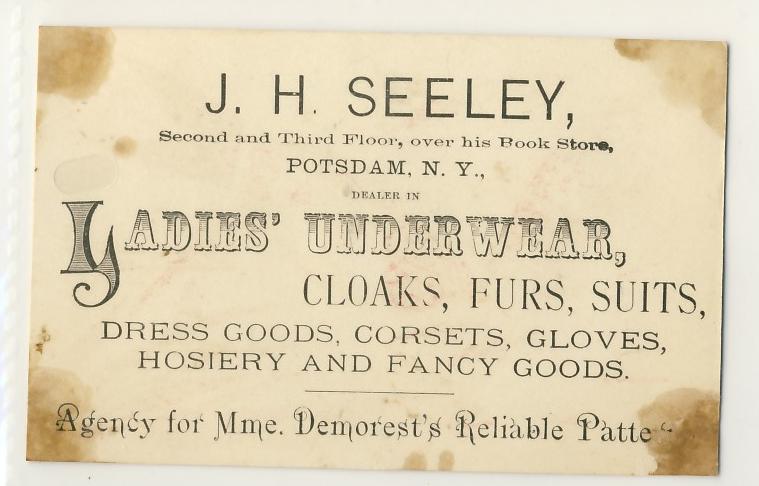 J. H. SEELEY,
Second and Third Floor, over his Book Store,
POTSDAM, N. Y.,
DEALER IN
LADIES' UNDERWEAR,
CLOAKS, FURS, SUITS,
DRESS GOODS, CORSETS, GLOVES,
HOSIERY AND FANCY GOODS.
Agency for Mme. Demorest's Reliable Patte